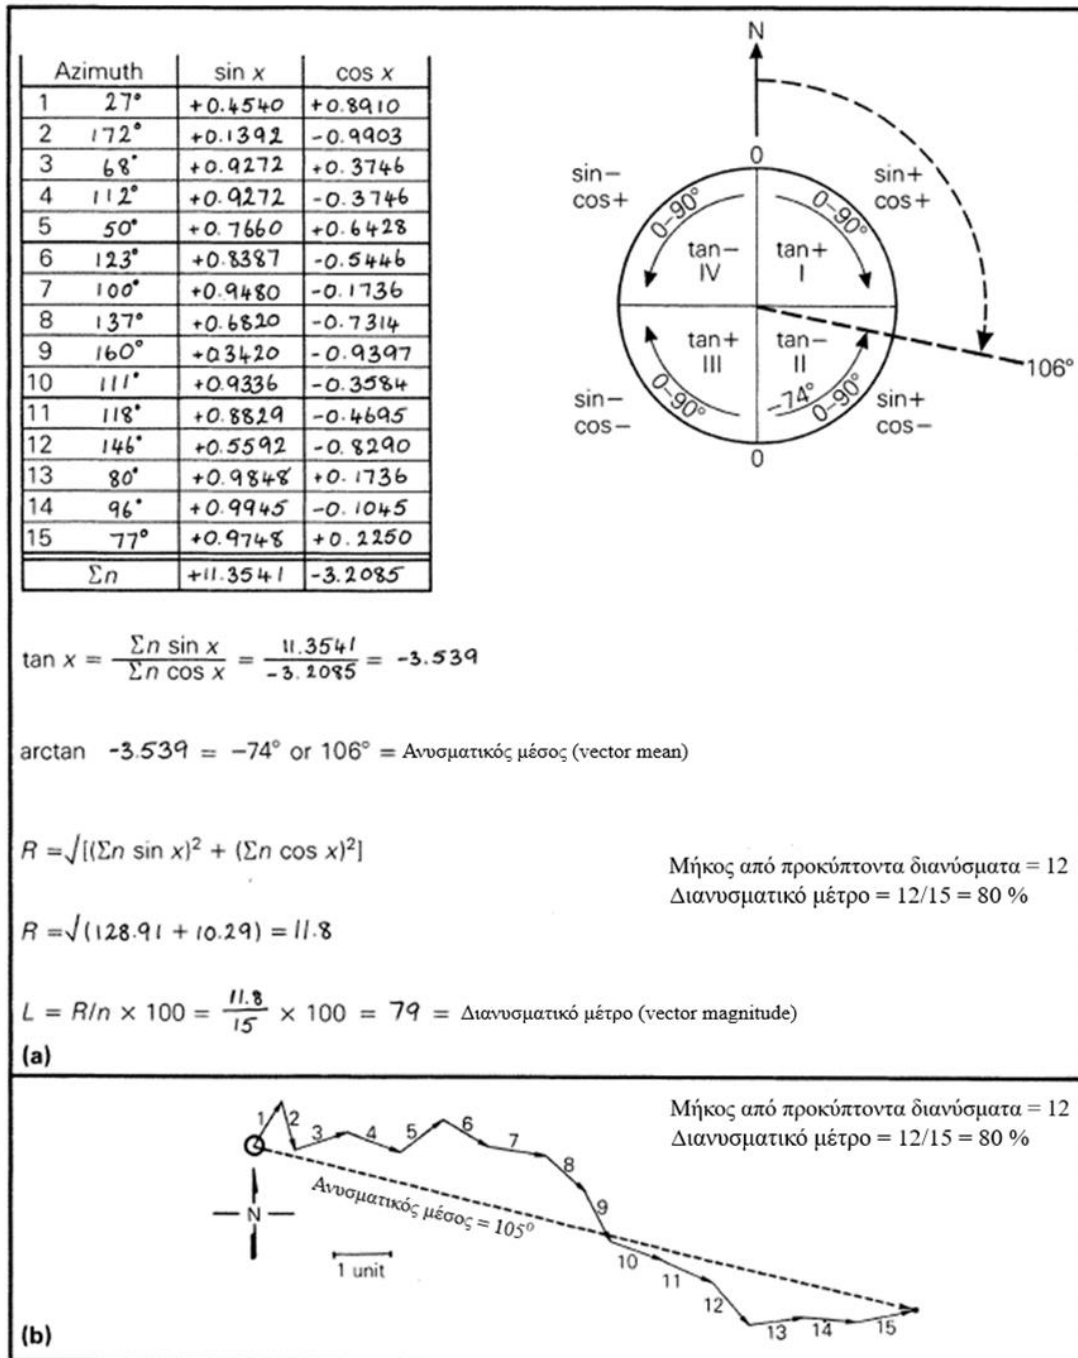 Azimuth sin x cos x
1 27° +0.4540 +0.8910
2 172° +0.1392 -0.9903
3 68° +0.9272 +0.3746
4 112° +0.9272 -0.3746
5 50° +0.7660 +0.6428
6 123° +0.8387 -0.5446
7 100° +0.9480 -0.1736
8 137° +0.6820 -0.7314
9 160° +0.3420 -0.9397
10 111° +0.9336 -0.3584
11 118° +0.8829 -0.4695
12 146° +0.5592 -0.8290
13 80° +0.9848 +0.1736
14 96° +0.9945 -0.1045
15 77° +0.9748 +0.2250
Σn +11.3541 -3.2085
N
0
sin−
cos+
sin+
cos+
0–90°
0–90°
tan−
IV
tan+
I
tan+
III
tan−
II
−74°
0–90°
0–90°
106°
sin−
cos−
sin+
cos−
0
tan x = Σn sin x / Σn cos x = 11.3541 / -3.2085 = -3.539
arctan -3.539 = −74° or 106° = Ανυσματικός μέσος (vector mean)
R = √[(Σn sin x)² + (Σn cos x)²]
Μήκος από προκύπτοντα διανύσματα = 12
Διανυσματικό μέτρο = 12/15 = 80 %
R = √(128.91 + 10.29) = 11.8
L = R/n × 100 = 11.8 / 15 × 100 = 79 = Διανυσματικό μέτρο (vector magnitude)
(a)
Μήκος από προκύπτοντα διανύσματα = 12
Διανυσματικό μέτρο = 12/15 = 80 %
1 2 3 4 5 6 7 8 9 10 11 12 13 14 15
Ανυσματικός μέσος = 105⁰
N
1 unit
(b)